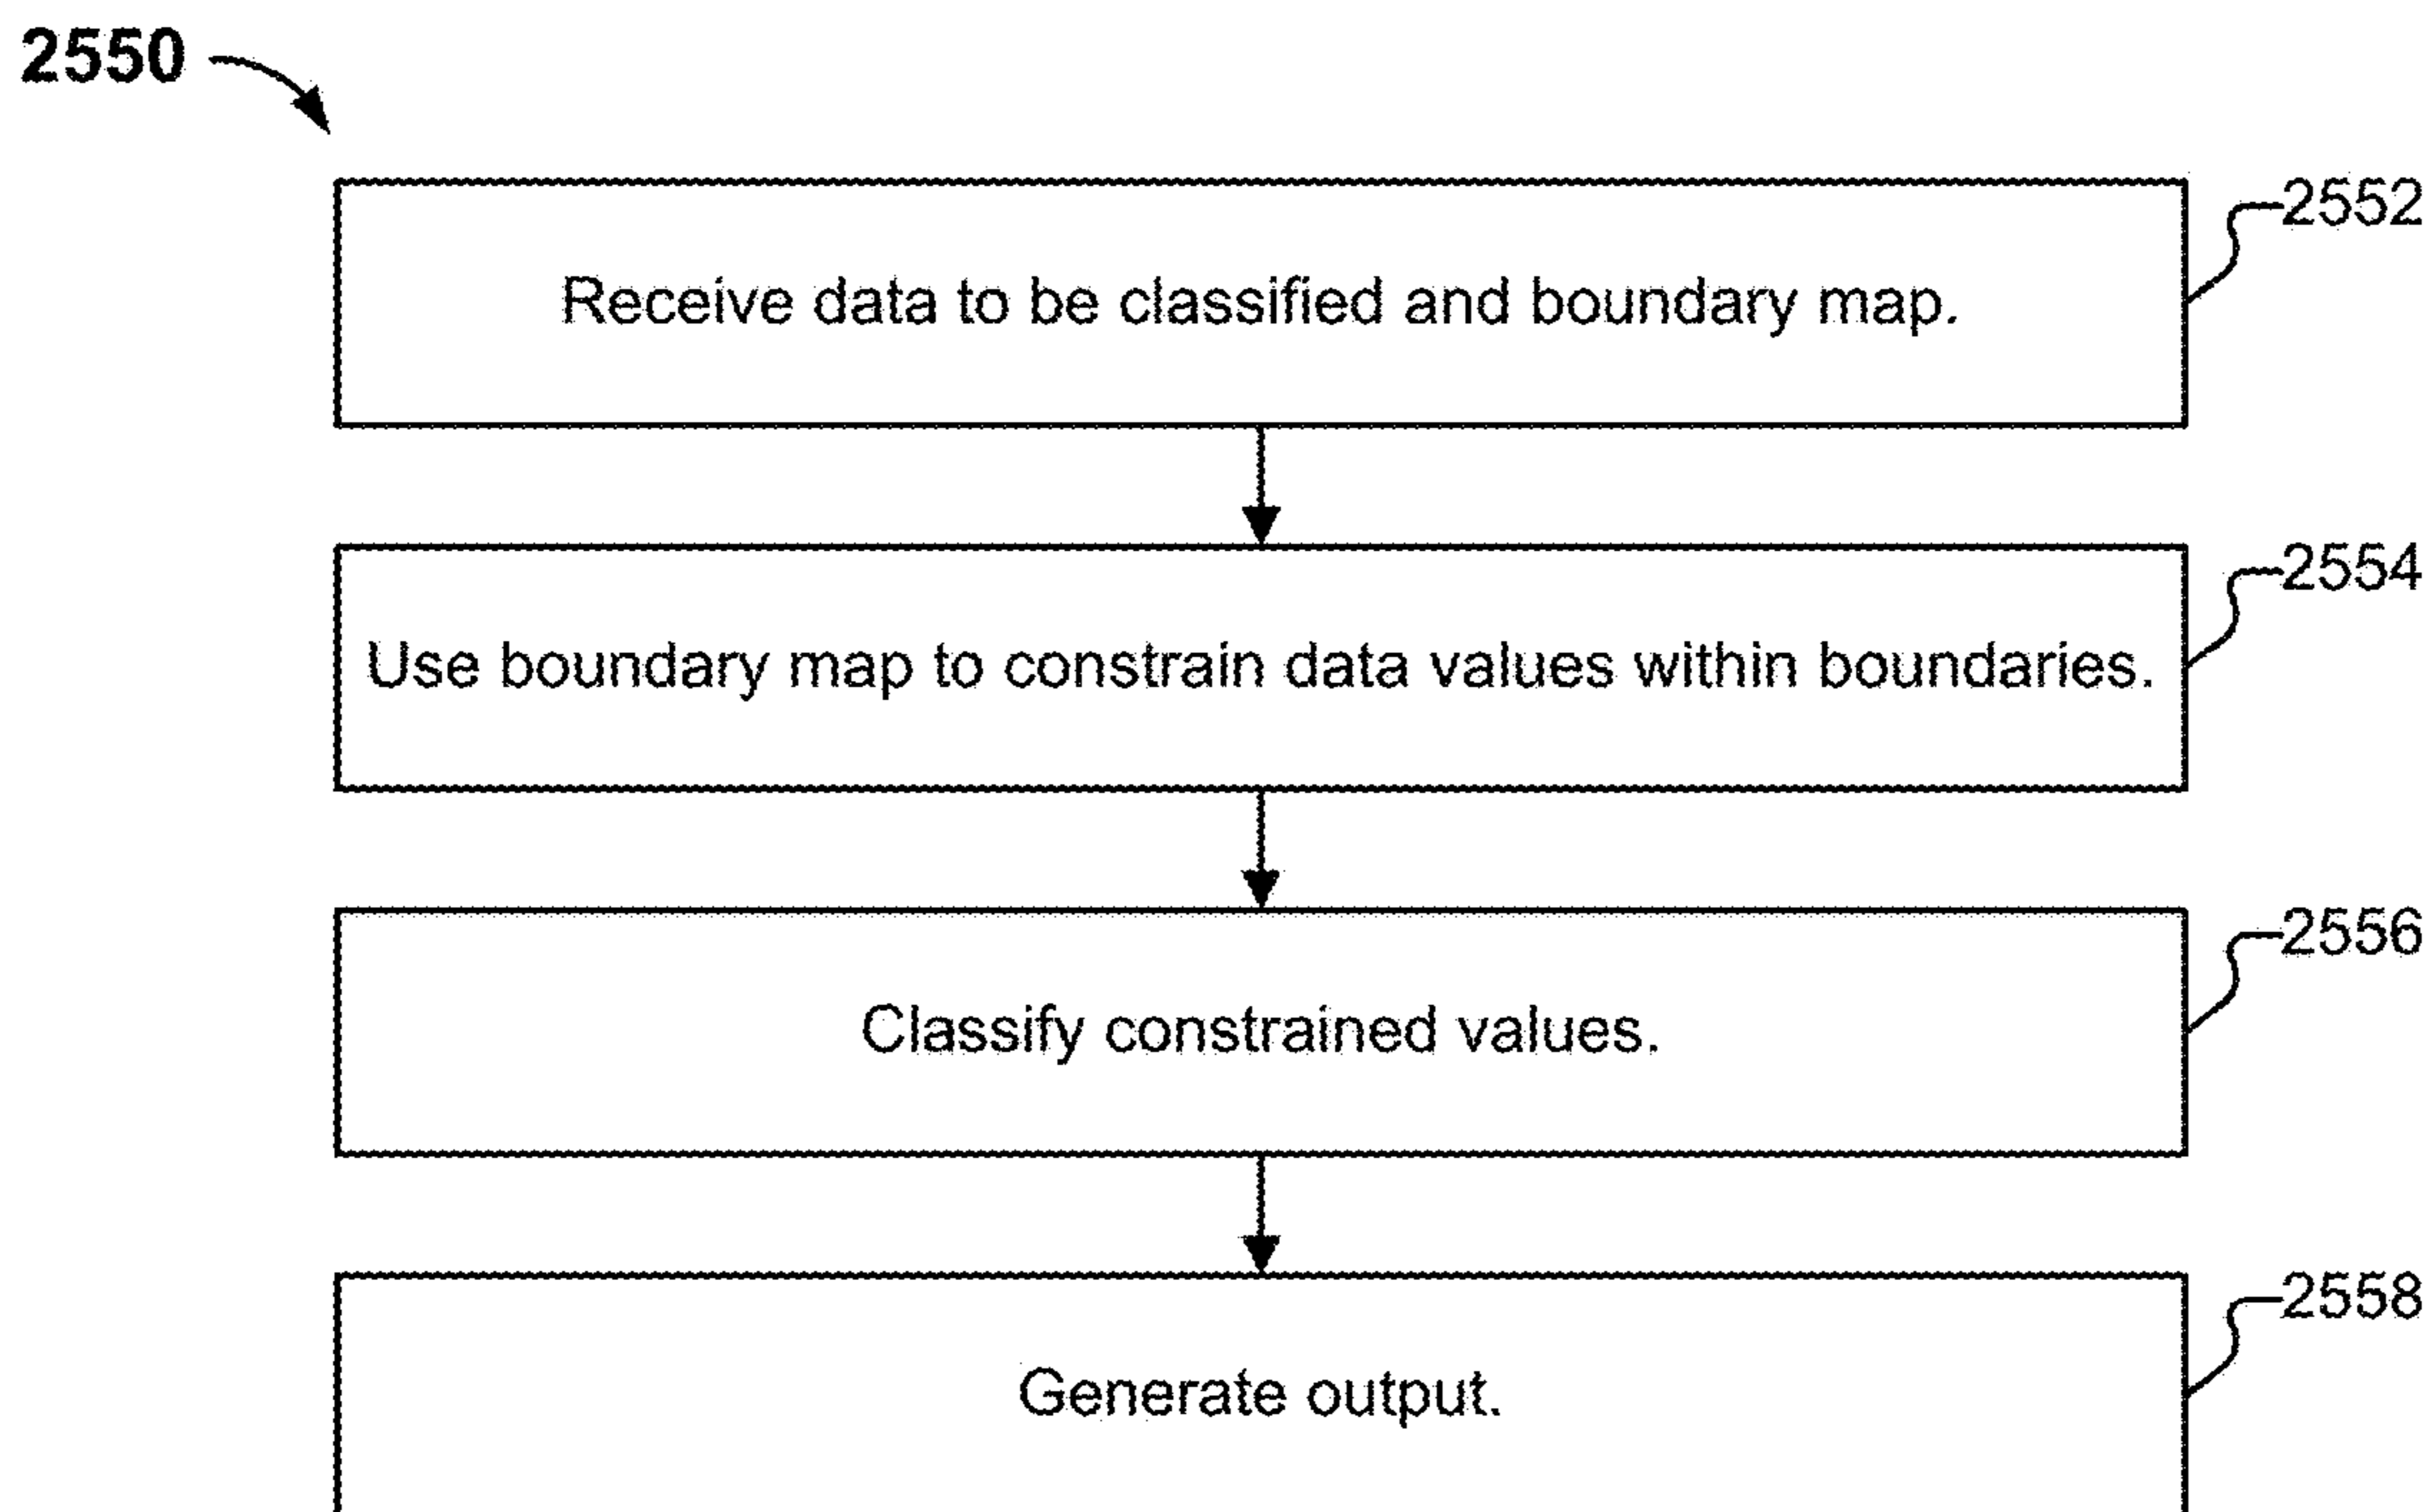 2550
2552
Receive data to be classified and boundary map.
2554
Use boundary map to constrain data values within boundaries.
2556
Classify constrained values.
2558
Generate output.